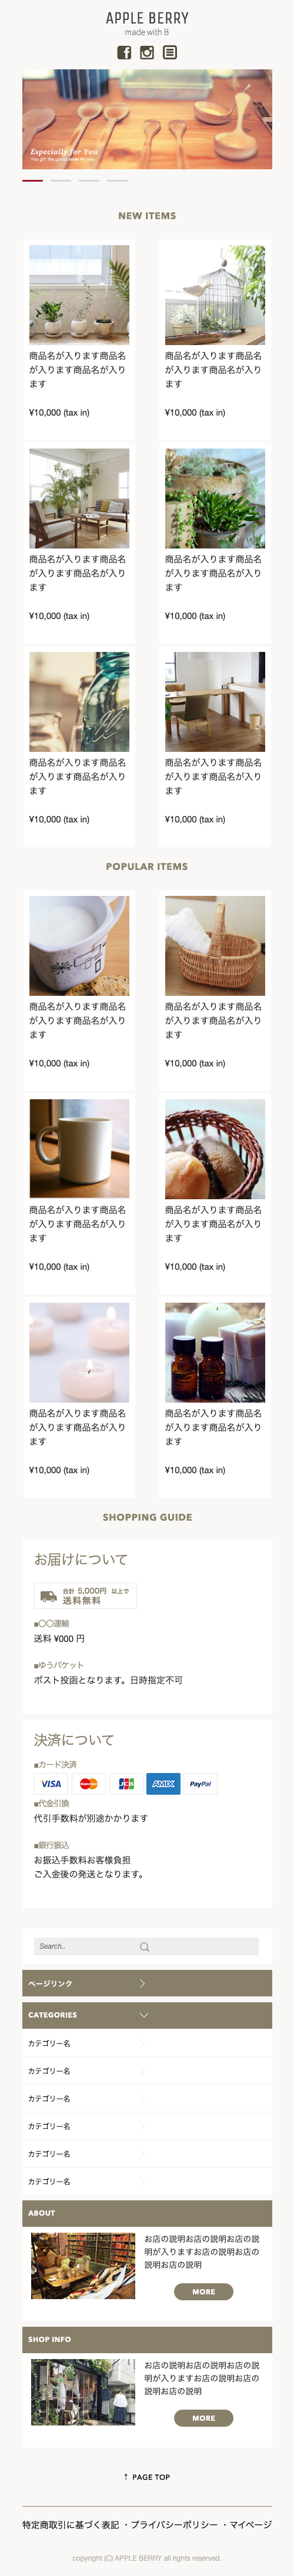 APPLE BERRY
made with B
Especially for You
You gift the goods made for you
NEW ITEMS
商品名が入ります商品名
が入ります商品名が入り
ます
¥10,000 (tax in)
商品名が入ります商品名
が入ります商品名が入り
ます
¥10,000 (tax in)
商品名が入ります商品名
が入ります商品名が入り
ます
¥10,000 (tax in)
商品名が入ります商品名
が入ります商品名が入り
ます
¥10,000 (tax in)
商品名が入ります商品名
が入ります商品名が入り
ます
¥10,000 (tax in)
商品名が入ります商品名
が入ります商品名が入り
ます
¥10,000 (tax in)
POPULAR ITEMS
商品名が入ります商品名
が入ります商品名が入り
ます
¥10,000 (tax in)
商品名が入ります商品名
が入ります商品名が入り
ます
¥10,000 (tax in)
商品名が入ります商品名
が入ります商品名が入り
ます
¥10,000 (tax in)
商品名が入ります商品名
が入ります商品名が入り
ます
¥10,000 (tax in)
商品名が入ります商品名
が入ります商品名が入り
ます
¥10,000 (tax in)
商品名が入ります商品名
が入ります商品名が入り
ます
¥10,000 (tax in)
SHOPPING GUIDE
お届けについて
合計 5,000円 以上で
送料無料
■〇〇運輸
送料 ¥000 円
■ゆうパケット
ポスト投函となります。日時指定不可
決済について
■カード決済
VISA MasterCard JCB AMEX PayPal
■代金引換
代引手数料が別途かかります
■銀行振込
お振込手数料お客様負担
ご入金後の発送となります。
Search..
ページリンク
CATEGORIES
カテゴリー名
カテゴリー名
カテゴリー名
カテゴリー名
カテゴリー名
カテゴリー名
ABOUT
お店の説明お店の説明お店の説
明が入りますお店の説明お店の
説明お店の説明
MORE
SHOP INFO
お店の説明お店の説明お店の説
明が入りますお店の説明お店の
説明お店の説明
MORE
↑ PAGE TOP
特定商取引に基づく表記 ・プライバシーポリシー ・マイページ
copyright (C) APPLE BERRY all rights reserved.